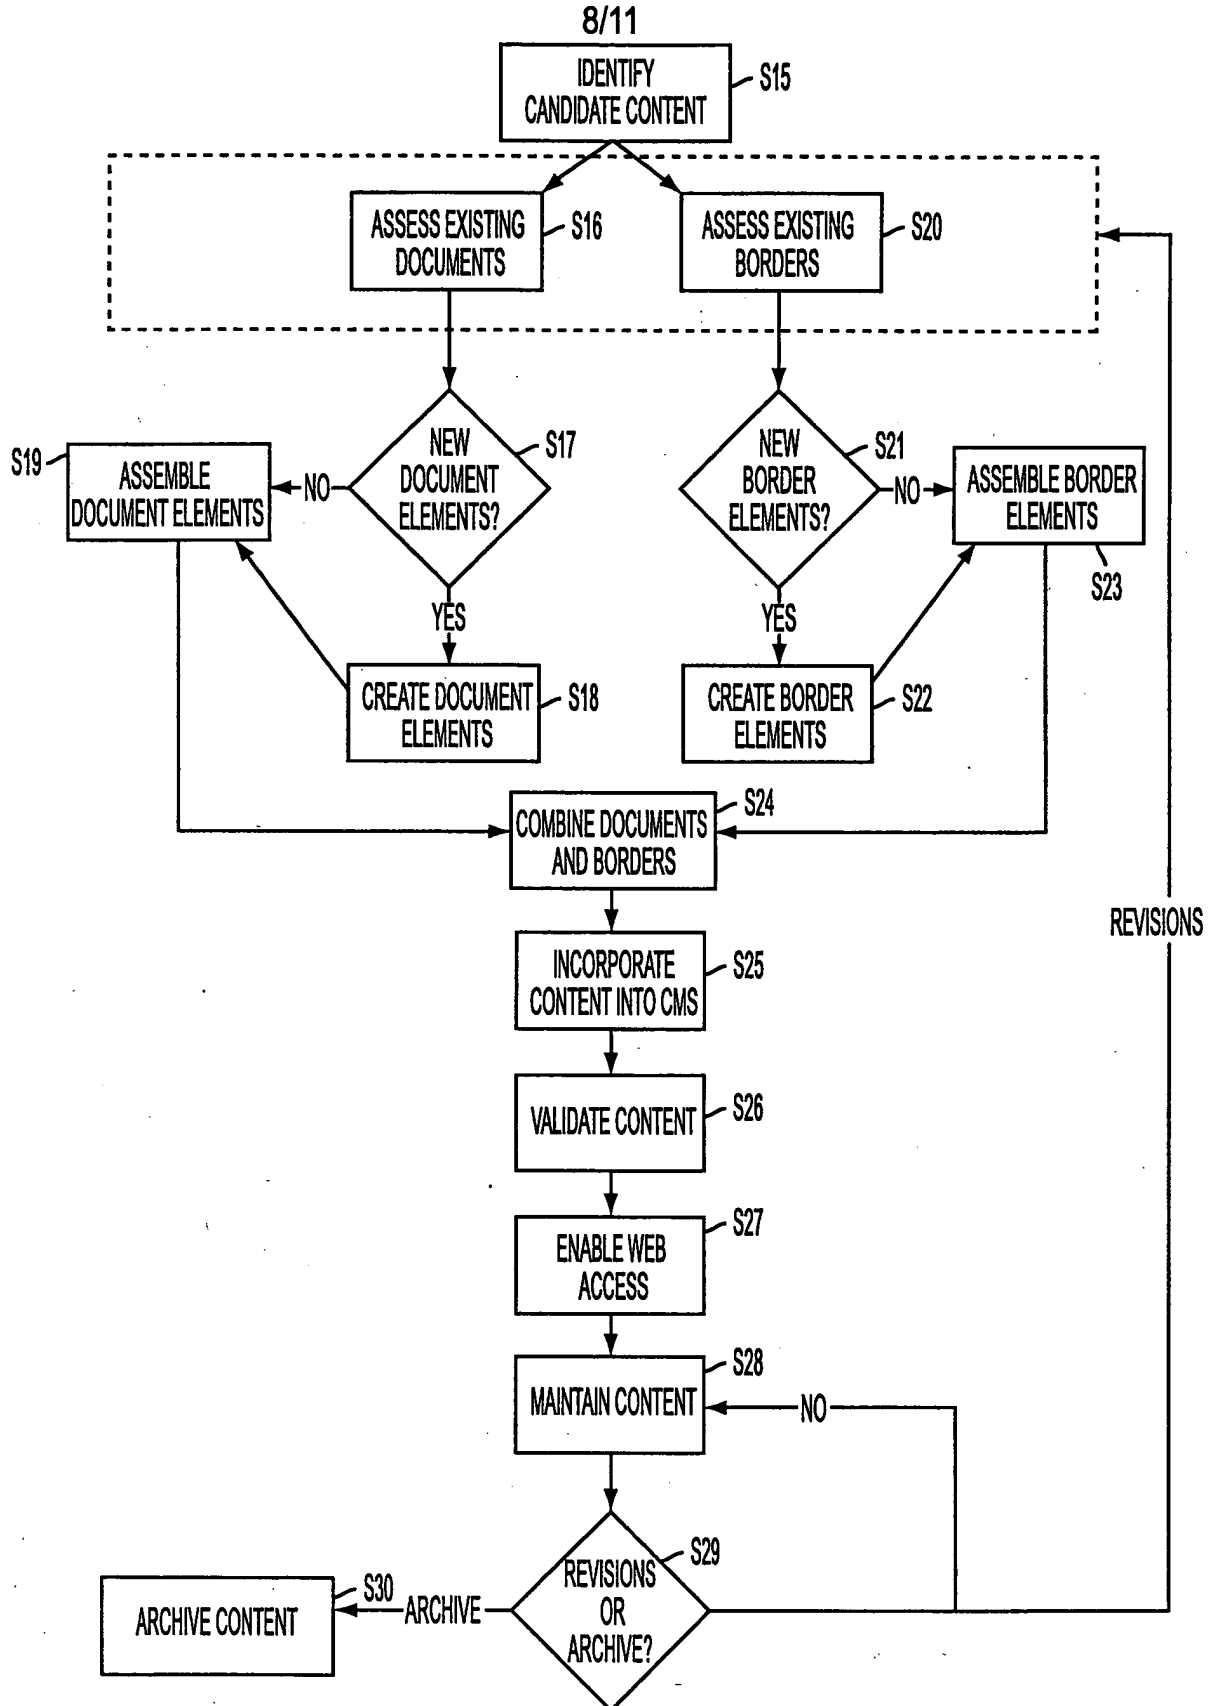 8/11
IDENTIFY
CANDIDATE CONTENT
S15
ASSESS EXISTING
DOCUMENTS
S16
ASSESS EXISTING
BORDERS
S20
NEW
DOCUMENT
ELEMENTS?
S17
NEW
BORDER
ELEMENTS?
S21
S19
ASSEMBLE
DOCUMENT ELEMENTS
NO
NO
ASSEMBLE BORDER
ELEMENTS
S23
YES
YES
CREATE DOCUMENT
ELEMENTS
S18
CREATE BORDER
ELEMENTS
S22
COMBINE DOCUMENTS
AND BORDERS
S24
REVISIONS
INCORPORATE
CONTENT INTO CMS
S25
VALIDATE CONTENT
S26
ENABLE WEB
ACCESS
S27
MAINTAIN CONTENT
S28
NO
REVISIONS
OR
ARCHIVE?
S29
ARCHIVE
ARCHIVE CONTENT
S30